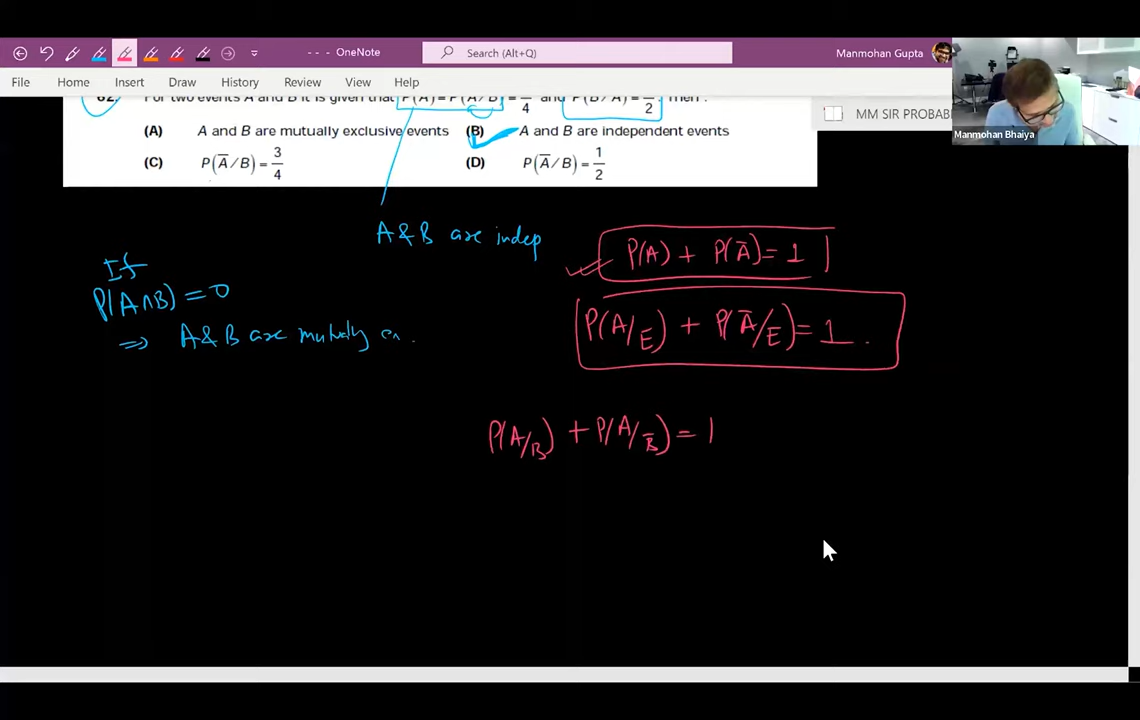 - - - OneNote
Search (Alt+Q)
Manmohan Gupta
File Home Insert Draw History Review View Help
62. For two events A and B it is given that P(A) = P(A/B) = 1/4 and P(B/A) = 1/2. Then :
MM SIR PROBAB
Manmohan Bhaiya
(A) A and B are mutually exclusive events (B) A and B are independent events
(C) P(A̅/B) = 3/4 (D) P(A̅/B) = 1/2
A & B are indep
If
P(A∩B) = 0
⇒ A & B are mutually ex.
P(A) + P(A̅) = 1
P(A/E) + P(A̅/E) = 1.
P(A/B) + P(A/B̅) = 1